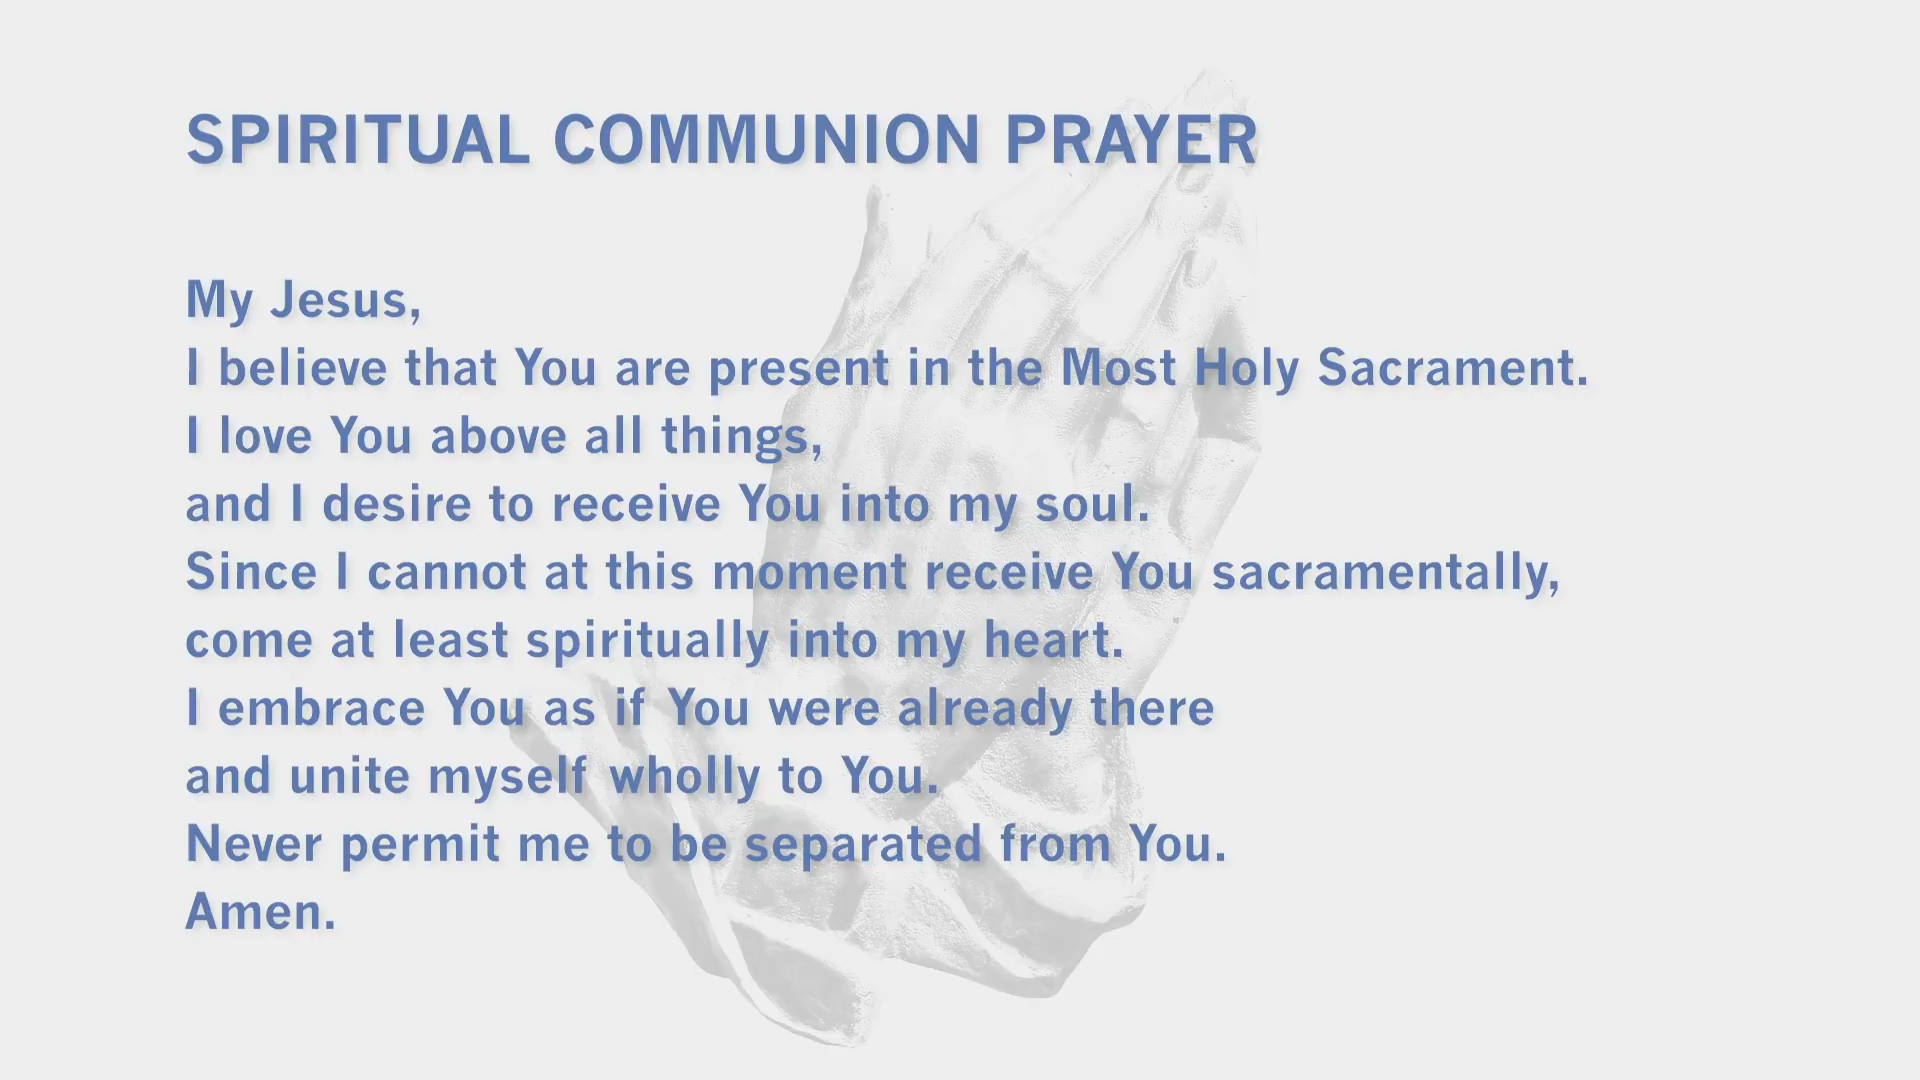 SPIRITUAL COMMUNION PRAYER
My Jesus,
I believe that You are present in the Most Holy Sacrament.
I love You above all things,
and I desire to receive You into my soul.
Since I cannot at this moment receive You sacramentally,
come at least spiritually into my heart.
I embrace You as if You were already there
and unite myself wholly to You.
Never permit me to be separated from You.
Amen.